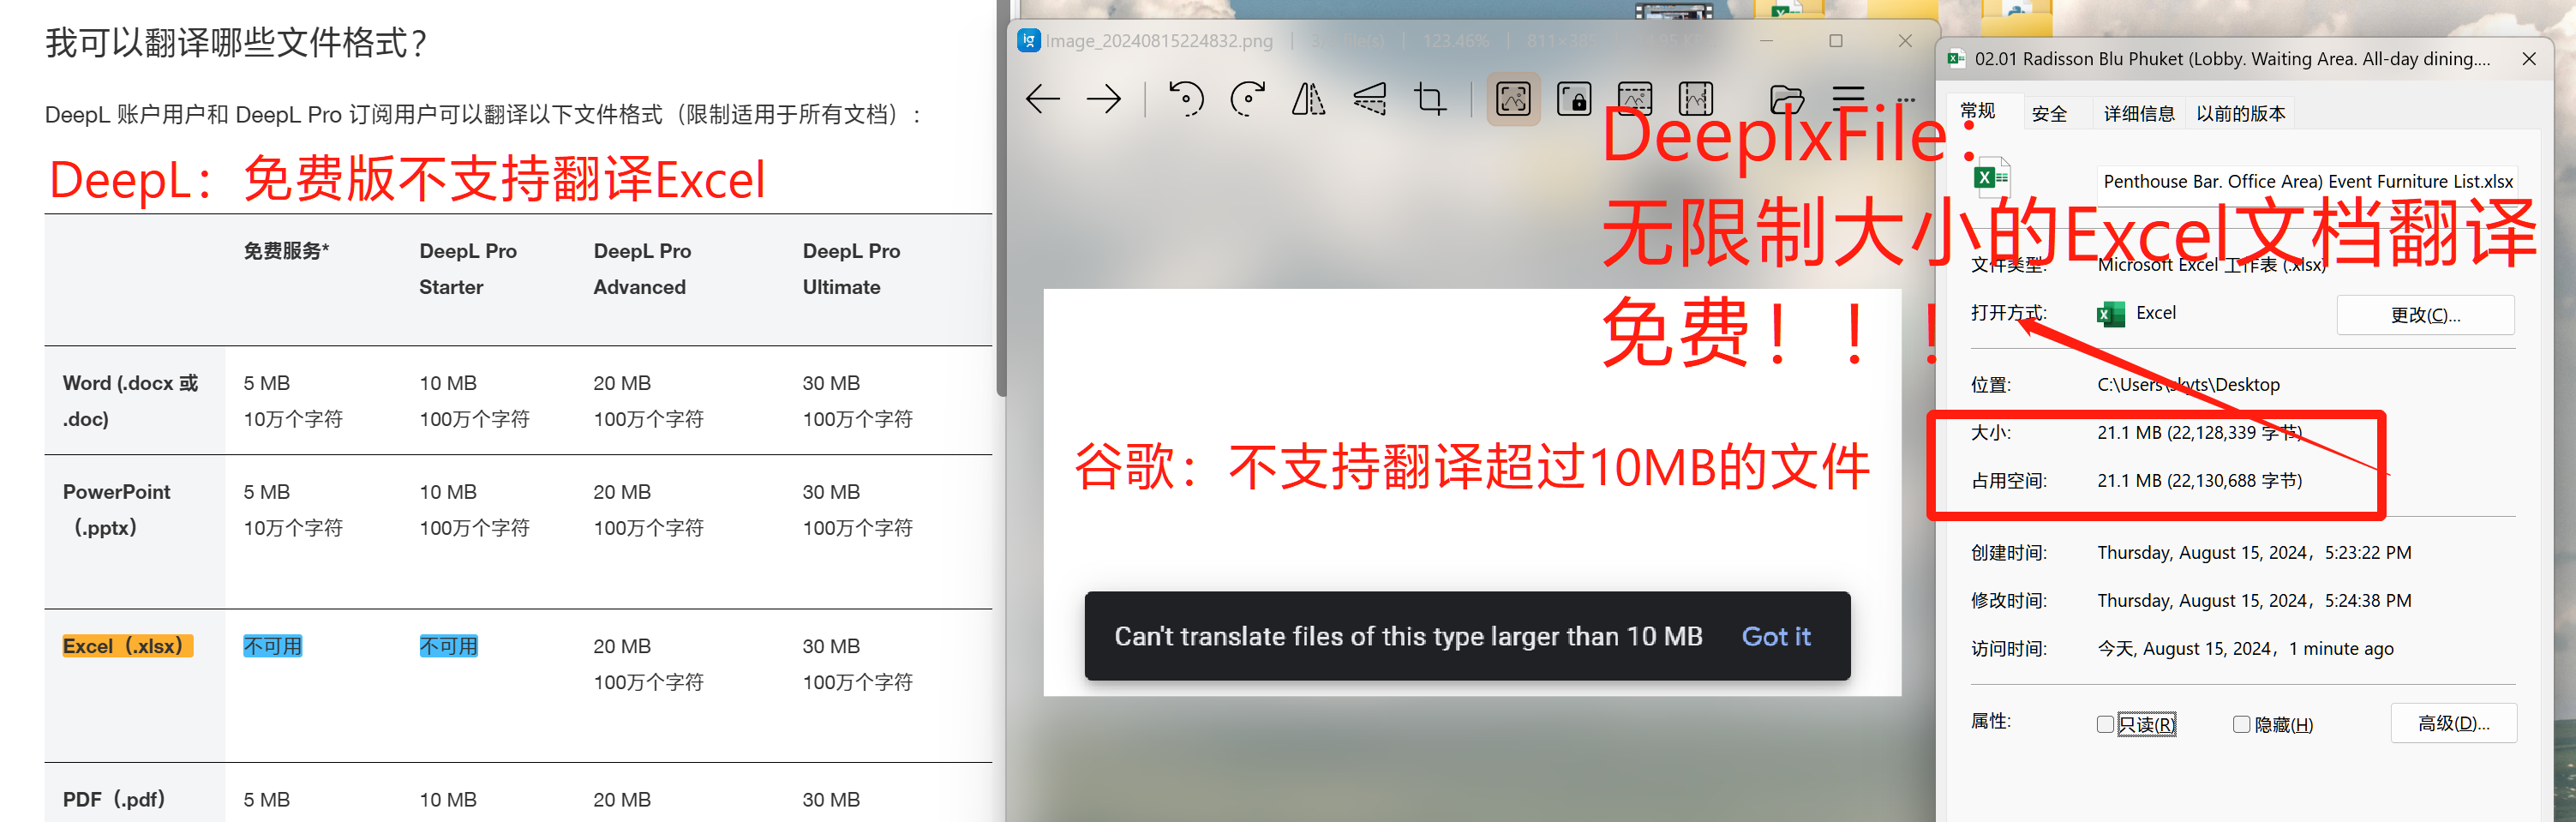 我可以翻译哪些文件格式？
DeepL 账户用户和 DeepL Pro 订阅用户可以翻译以下文件格式（限制适用于所有文档）：
DeepL：免费版不支持翻译Excel
免费服务* DeepL Pro Starter DeepL Pro Advanced DeepL Pro Ultimate
Word (.docx 或 .doc) 5 MB 10 MB 20 MB 30 MB
10万个字符 100万个字符 100万个字符 100万个字符
PowerPoint（.pptx） 5 MB 10 MB 20 MB 30 MB
10万个字符 100万个字符 100万个字符 100万个字符
Excel（.xlsx） 不可用 不可用 20 MB 30 MB
100万个字符 100万个字符
PDF（.pdf） 5 MB 10 MB 20 MB 30 MB
ig Image_20240815224832.png 123.46%
DeeplxFile：
无限制大小的Excel文档翻译
免费！！！
谷歌：不支持翻译超过10MB的文件
Can't translate files of this type larger than 10 MB Got it
02.01 Radisson Blu Phuket (Lobby. Waiting Area. All-day dining....
常规 安全 详细信息 以前的版本
Penthouse Bar. Office Area) Event Furniture List.xlsx
文件类型: Microsoft Excel 工作表 (.xlsx)
打开方式: Excel 更改(C)...
位置: C:\Users\skyts\Desktop
大小: 21.1 MB (22,128,339 字节)
占用空间: 21.1 MB (22,130,688 字节)
创建时间: Thursday, August 15, 2024，5:23:22 PM
修改时间: Thursday, August 15, 2024，5:24:38 PM
访问时间: 今天, August 15, 2024，1 minute ago
属性: 只读(R) 隐藏(H) 高级(D)...